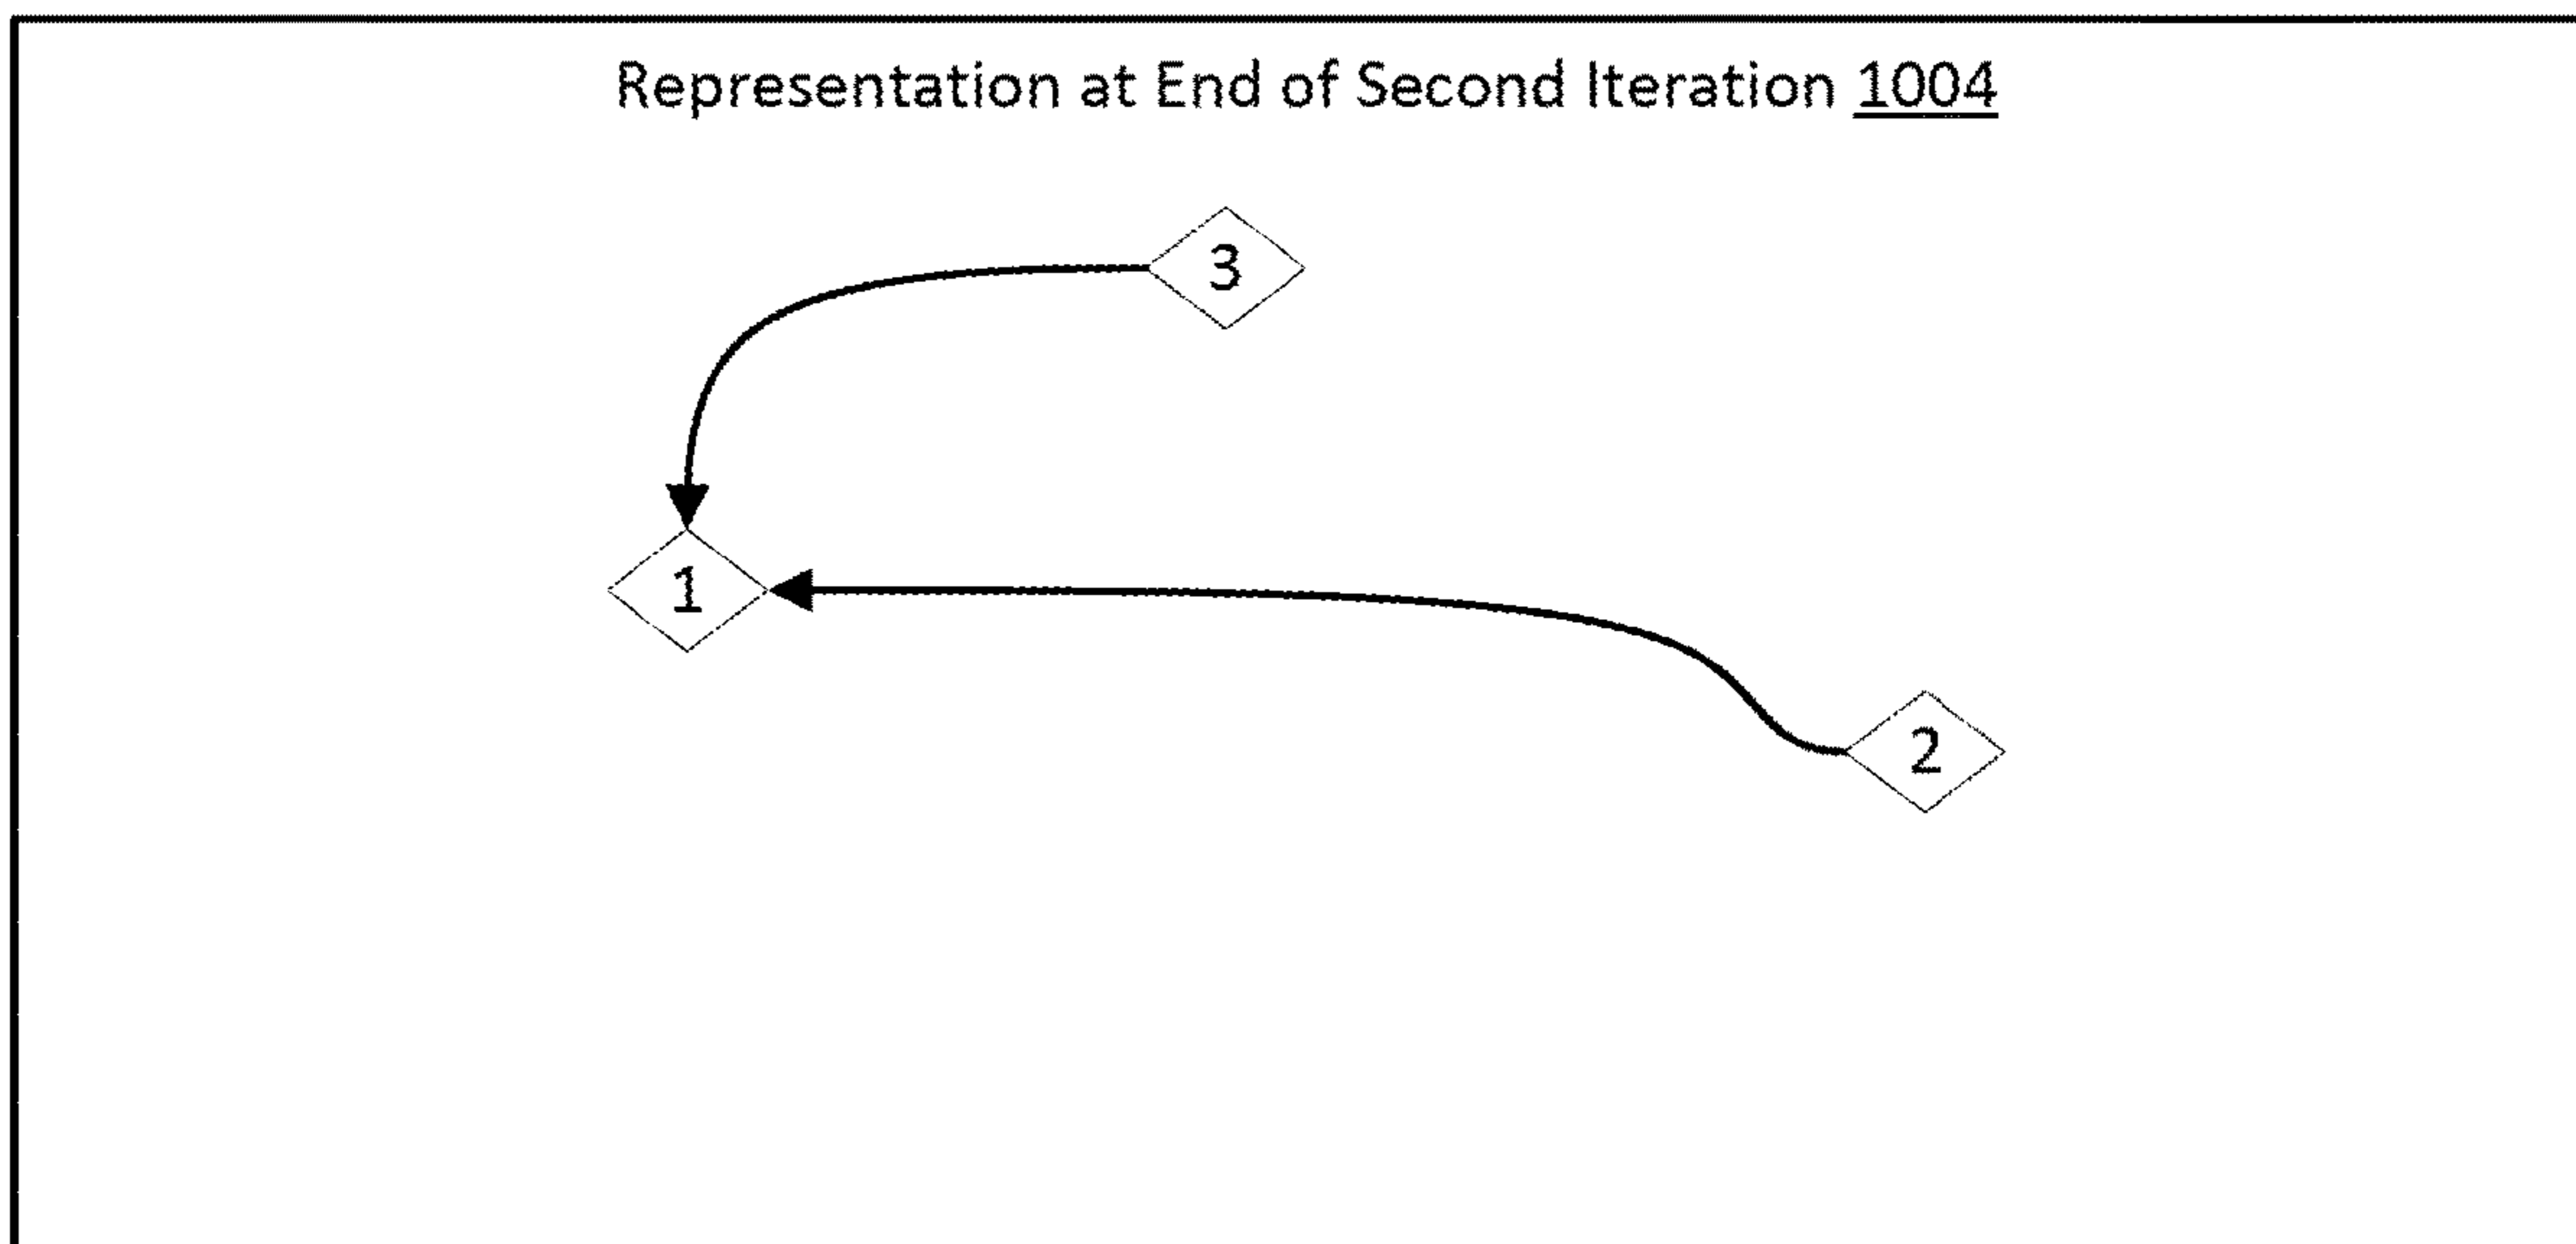 Representation at End of Second Iteration 1004
3
1
2